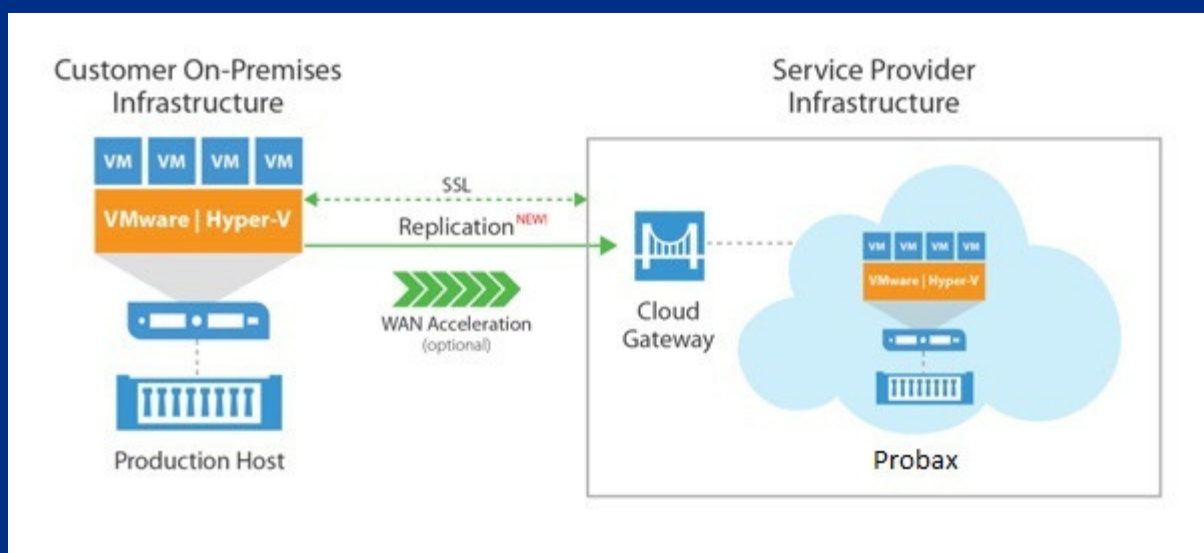 Customer On-Premises
Infrastructure
VM VM VM VM
VMware | Hyper-V
Production Host
SSL
Replication NEW!
WAN Acceleration
(optional)
Service Provider
Infrastructure
Cloud
Gateway
VM VM VM VM
VMware | Hyper-V
Probax